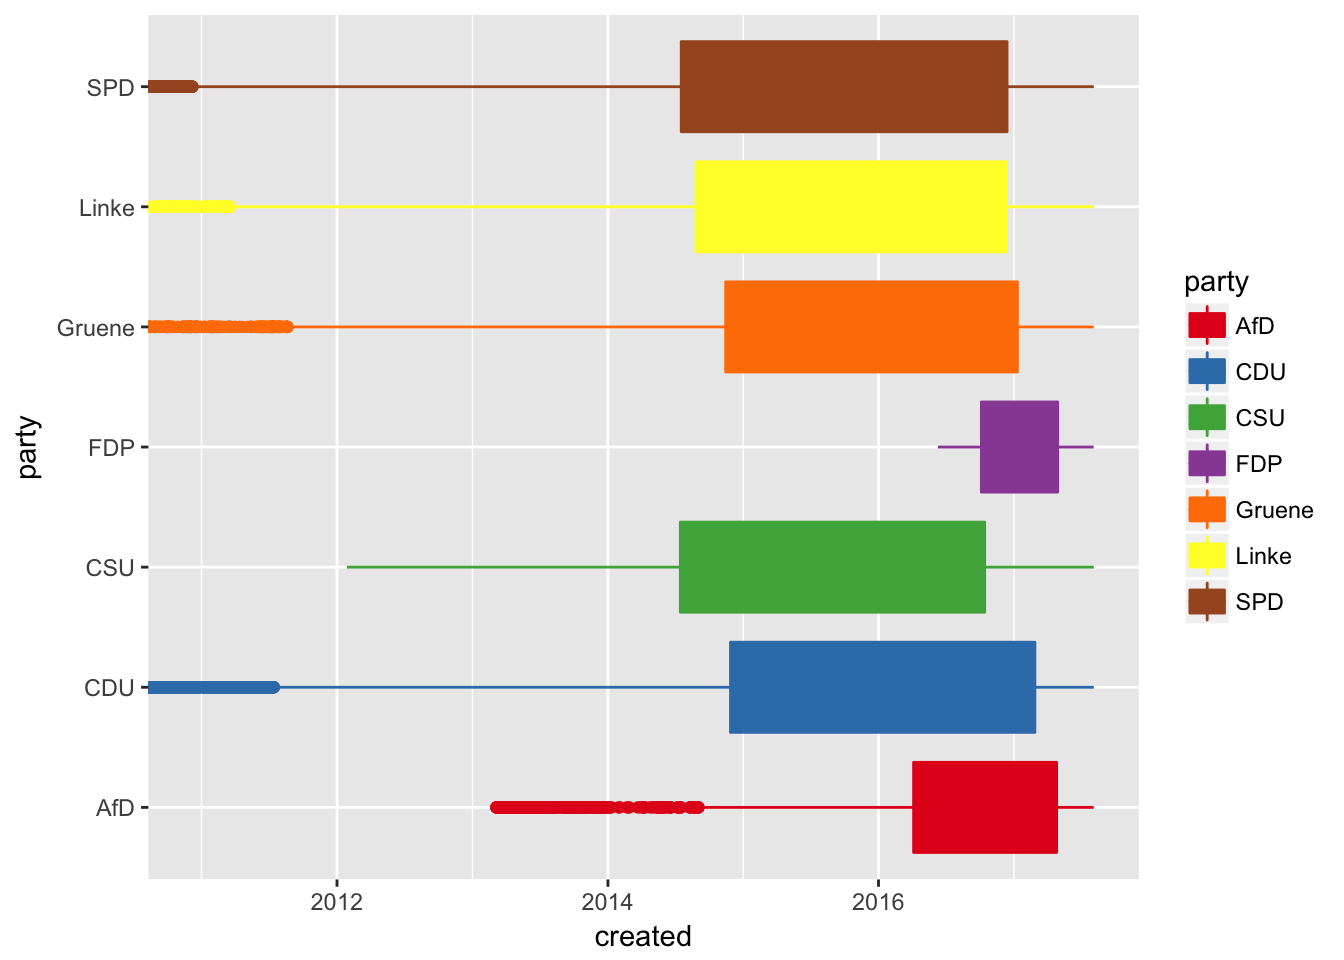 SPD
Linke
Gruene
FDP
CSU
CDU
AfD
party
2012
2014
2016
created
party
AfD
CDU
CSU
FDP
Gruene
Linke
SPD